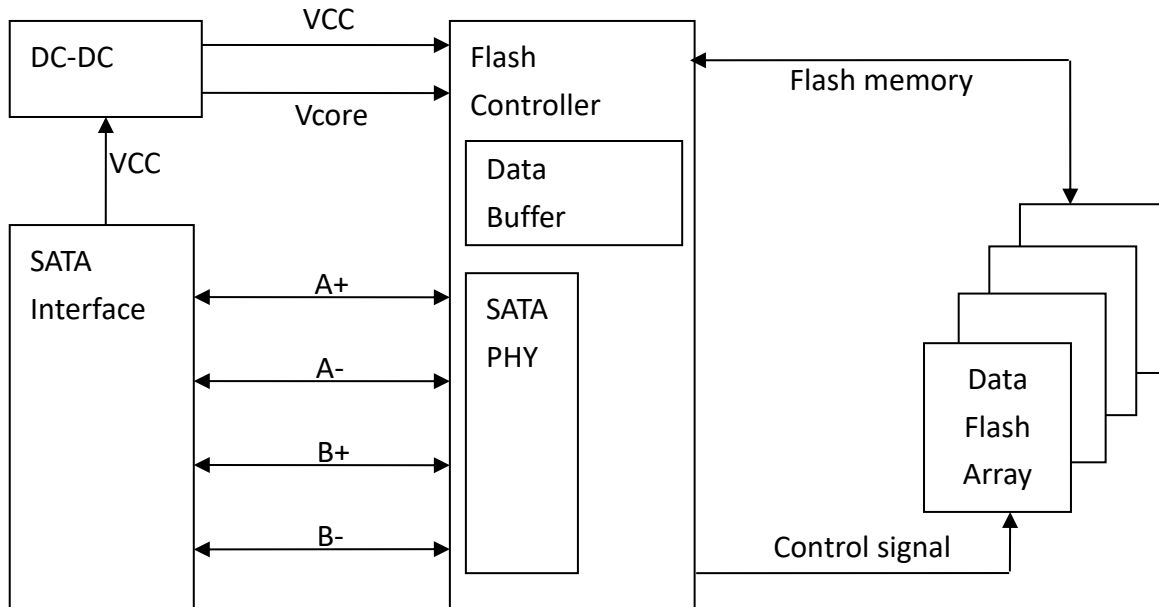 VCC
DC-DC
Flash
Controller
Flash memory
Vcore
VCC
Data
Buffer
SATA
Interface
A+
SATA
PHY
A-
Data
Flash
Array
B+
B-
Control signal